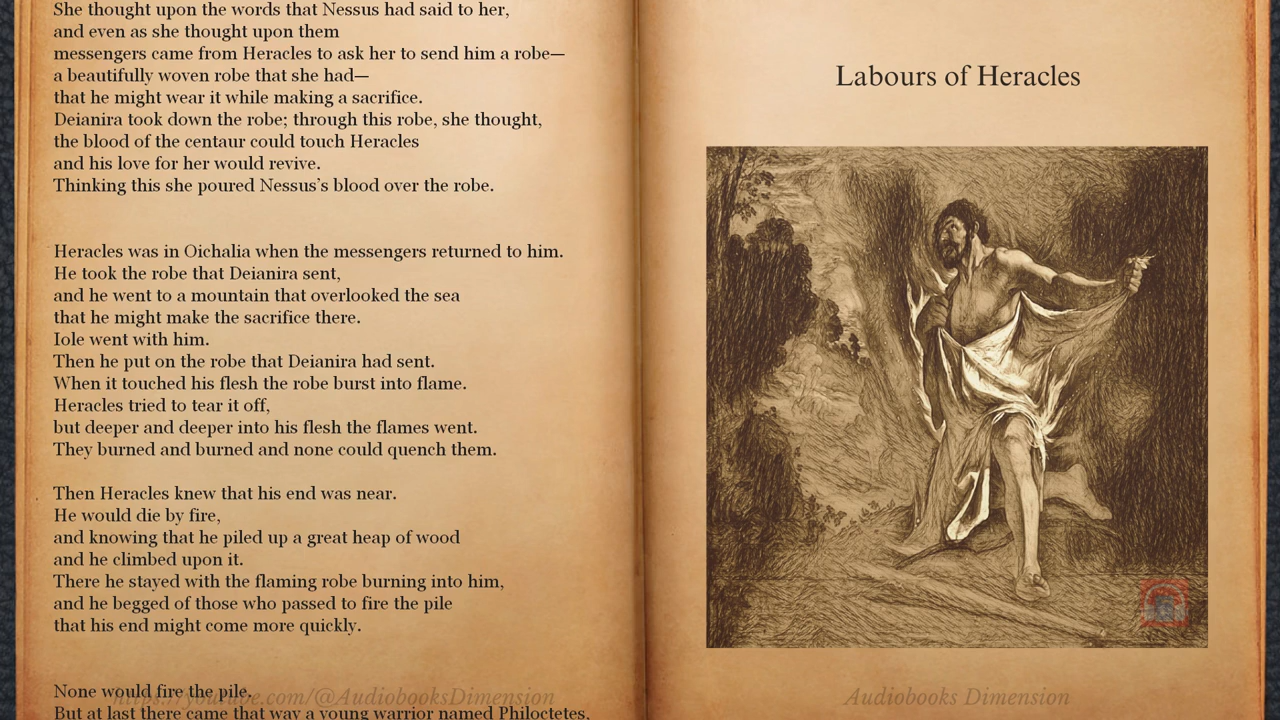 She thought upon the words that Nessus had said to her,
and even as she thought upon them
messengers came from Heracles to ask her to send him a robe—
a beautifully woven robe that she had—
that he might wear it while making a sacrifice.
Deianira took down the robe; through this robe, she thought,
the blood of the centaur could touch Heracles
and his love for her would revive.
Thinking this she poured Nessus’s blood over the robe.
Heracles was in Oichalia when the messengers returned to him.
He took the robe that Deianira sent,
and he went to a mountain that overlooked the sea
that he might make the sacrifice there.
Iole went with him.
Then he put on the robe that Deianira had sent.
When it touched his flesh the robe burst into flame.
Heracles tried to tear it off,
but deeper and deeper into his flesh the flames went.
They burned and burned and none could quench them.
Then Heracles knew that his end was near.
He would die by fire,
and knowing that he piled up a great heap of wood
and he climbed upon it.
There he stayed with the flaming robe burning into him,
and he begged of those who passed to fire the pile
that his end might come more quickly.
None would fire the pile.
But at last there came that way a young warrior named Philoctetes,
https://youtube.com/@AudiobooksDimension
Labours of Heracles
Audiobooks Dimension